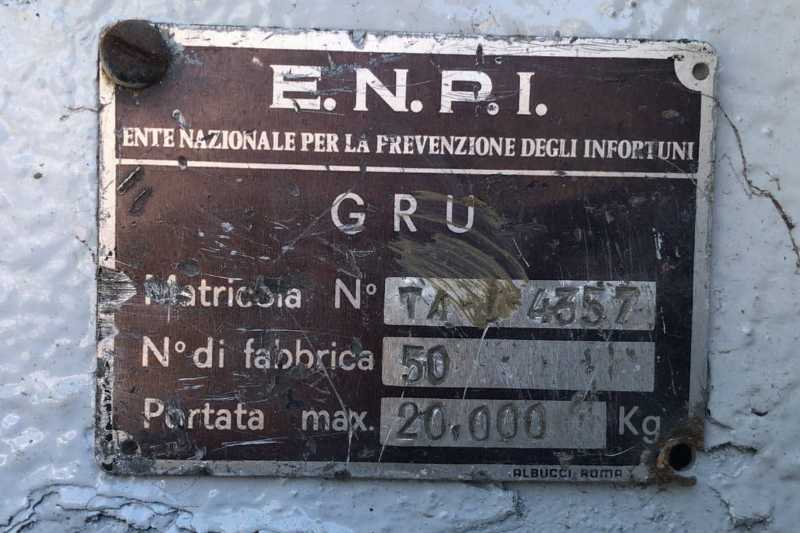 E.N.P.I.
ENTE NAZIONALE PER LA PREVENZIONE DEGLI INFORTUNI
GRU
Matricola N° TA-1-4357
N° di fabbrica 50
Portata max. 20.000 Kg
ALBUCCI ROMA